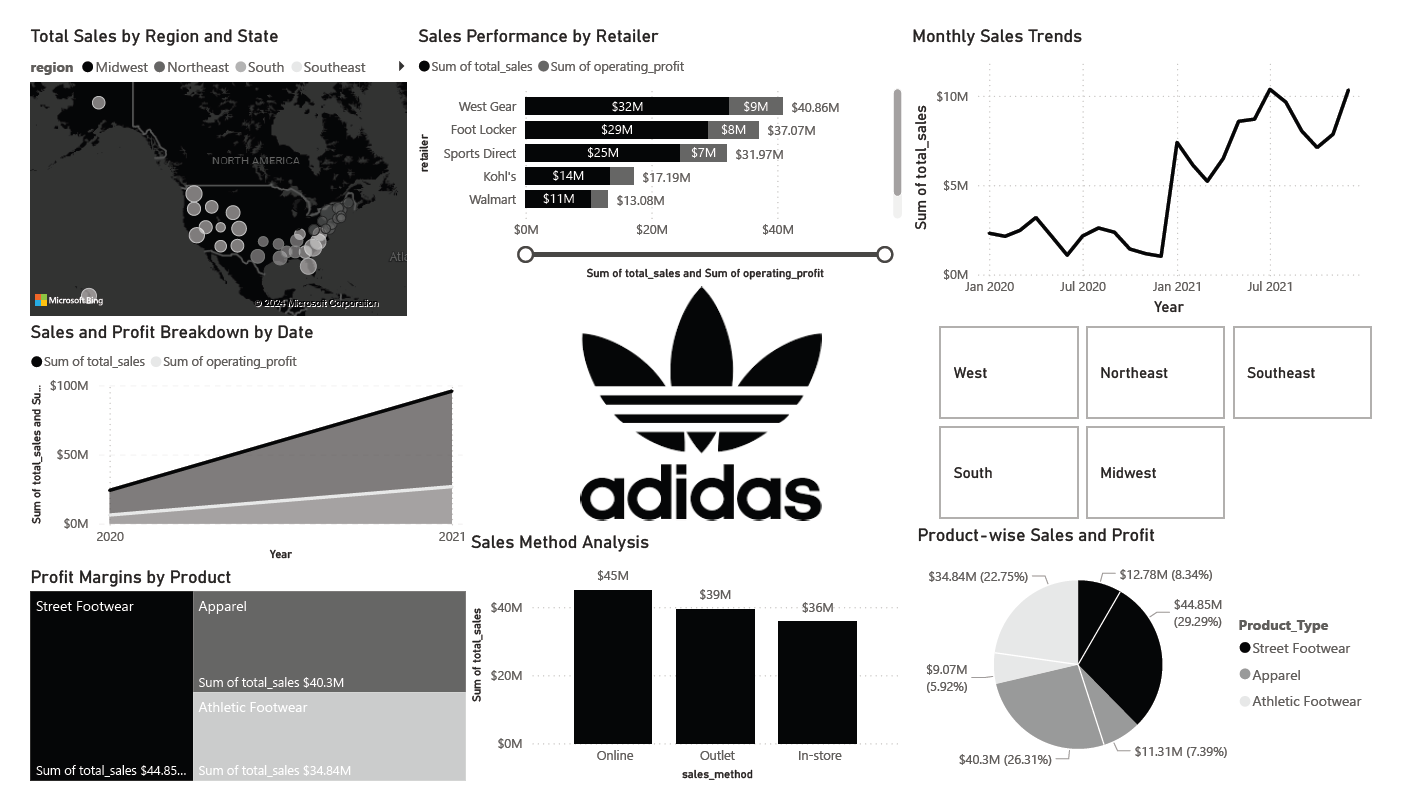 Total Sales by Region and State
region Midwest Northeast South Southeast
NORTH AMERICA
Atla
Microsoft Bing
© 2024 Microsoft Corporation
Sales Performance by Retailer
Sum of total_sales Sum of operating_profit
retailer
West Gear $32M $9M $40.86M
Foot Locker $29M $8M $37.07M
Sports Direct $25M $7M $31.97M
Kohl's $14M $17.19M
Walmart $11M $13.08M
$0M $20M $40M
Sum of total_sales and Sum of operating_profit
Monthly Sales Trends
Sum of total_sales
$10M
$5M
$0M
Jan 2020 Jul 2020 Jan 2021 Jul 2021
Year
Sales and Profit Breakdown by Date
Sum of total_sales Sum of operating_profit
Sum of total_sales and Su...
$100M
$50M
$0M
2020 2021
Year
adidas
West Northeast Southeast
South Midwest
Profit Margins by Product
Street Footwear
Sum of total_sales $44.85...
Apparel
Sum of total_sales $40.3M
Athletic Footwear
Sum of total_sales $34.84M
Sales Method Analysis
Sum of total_sales
$45M
$39M
$36M
$40M
$20M
$0M
Online Outlet In-store
sales_method
Product-wise Sales and Profit
$34.84M (22.75%)
$12.78M (8.34%)
$44.85M
(29.29%)
$9.07M
(5.92%)
$40.3M (26.31%)
$11.31M (7.39%)
Product_Type
Street Footwear
Apparel
Athletic Footwear